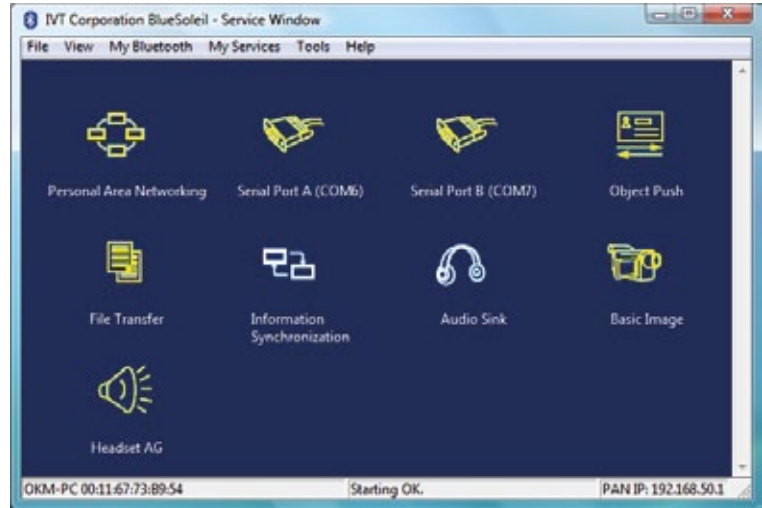 IVT Corporation BlueSoleil - Service Window
File View My Bluetooth My Services Tools Help
Personal Area Networking Serial Port A (COM6) Serial Port B (COM7) Object Push
File Transfer Information Synchronization Audio Sink Basic Image
Headset AG
OKM-PC 00:11:67:73:B9:54 Starting OK. PAN IP: 192.168.50.1